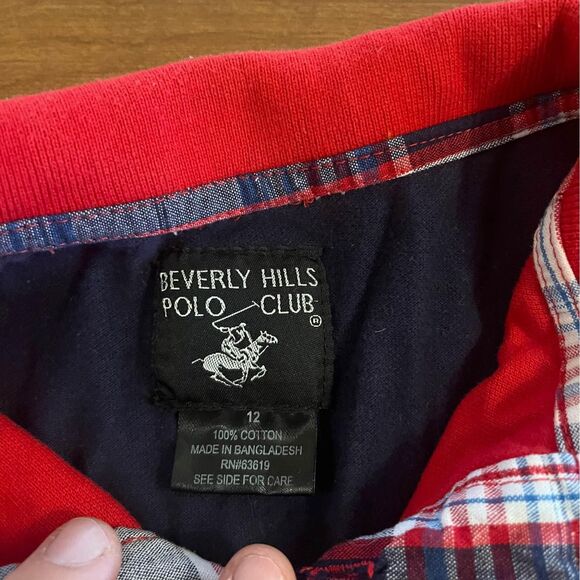 BEVERLY HILLS
POLO CLUB
®
12
100% COTTON
MADE IN BANGLADESH
RN#63619
SEE SIDE FOR CARE